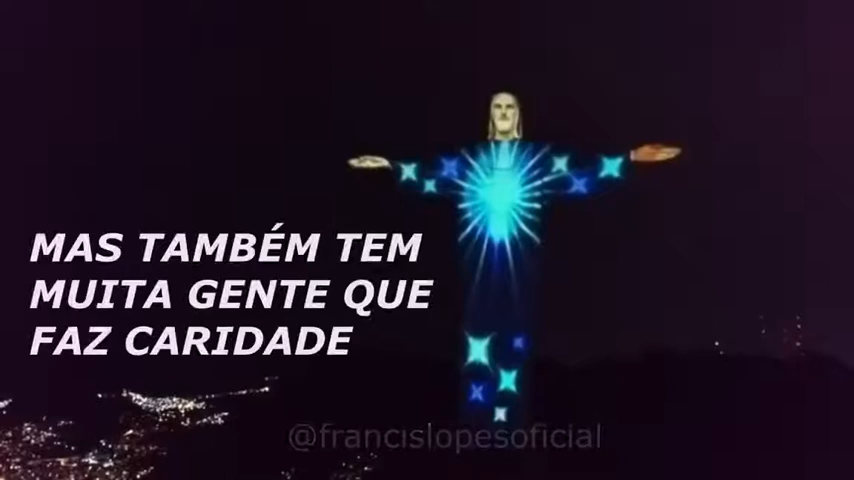 MAS TAMBÉM TEM
MUITA GENTE QUE
FAZ CARIDADE
@francislopesoficial